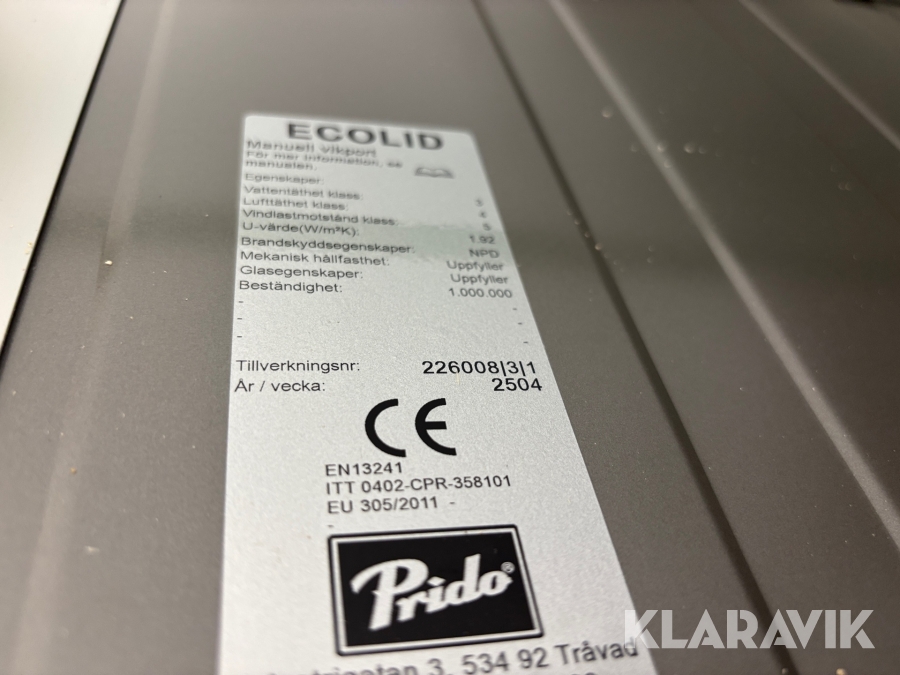 ECOLID
Manuell vikport
För mer information, se
manualen.
Egenskaper:
Vattentäthet klass: 3
Lufttäthet klass: 4
Vindlastmotstånd klass: 5
U-värde(W/m²K): 1.92
Brandskyddsegenskaper: NPD
Mekanisk hållfasthet: Uppfyller
Glasegenskaper: Uppfyller
Beständighet: 1.000.000
- -
- -
- -
Tillverkningsnr: 226008|3|1
År / vecka: 2504
CE
EN13241
ITT 0402-CPR-358101
EU 305/2011 -
-
Prido®
3, 534 92 Tråvad
KLARAVIK